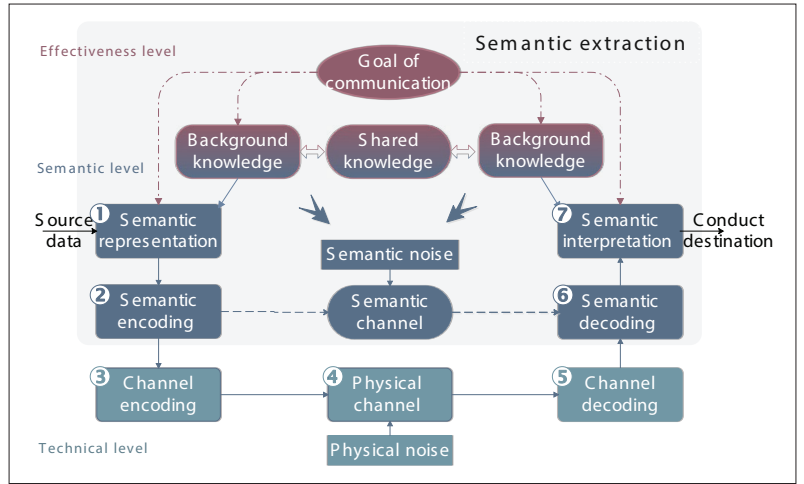 Effectiveness level
Semantic extraction
Goal of
communication
Background
knowledge
Shared
knowledge
Background
knowledge
Semantic level
Source
data
1
Semantic
representation
7
Semantic
interpretation
Conduct
destination
Semantic noise
2
Semantic
encoding
Semantic
channel
6
Semantic
decoding
3
Channel
encoding
4
Physical
channel
5
Channel
decoding
Technical level
Physical noise